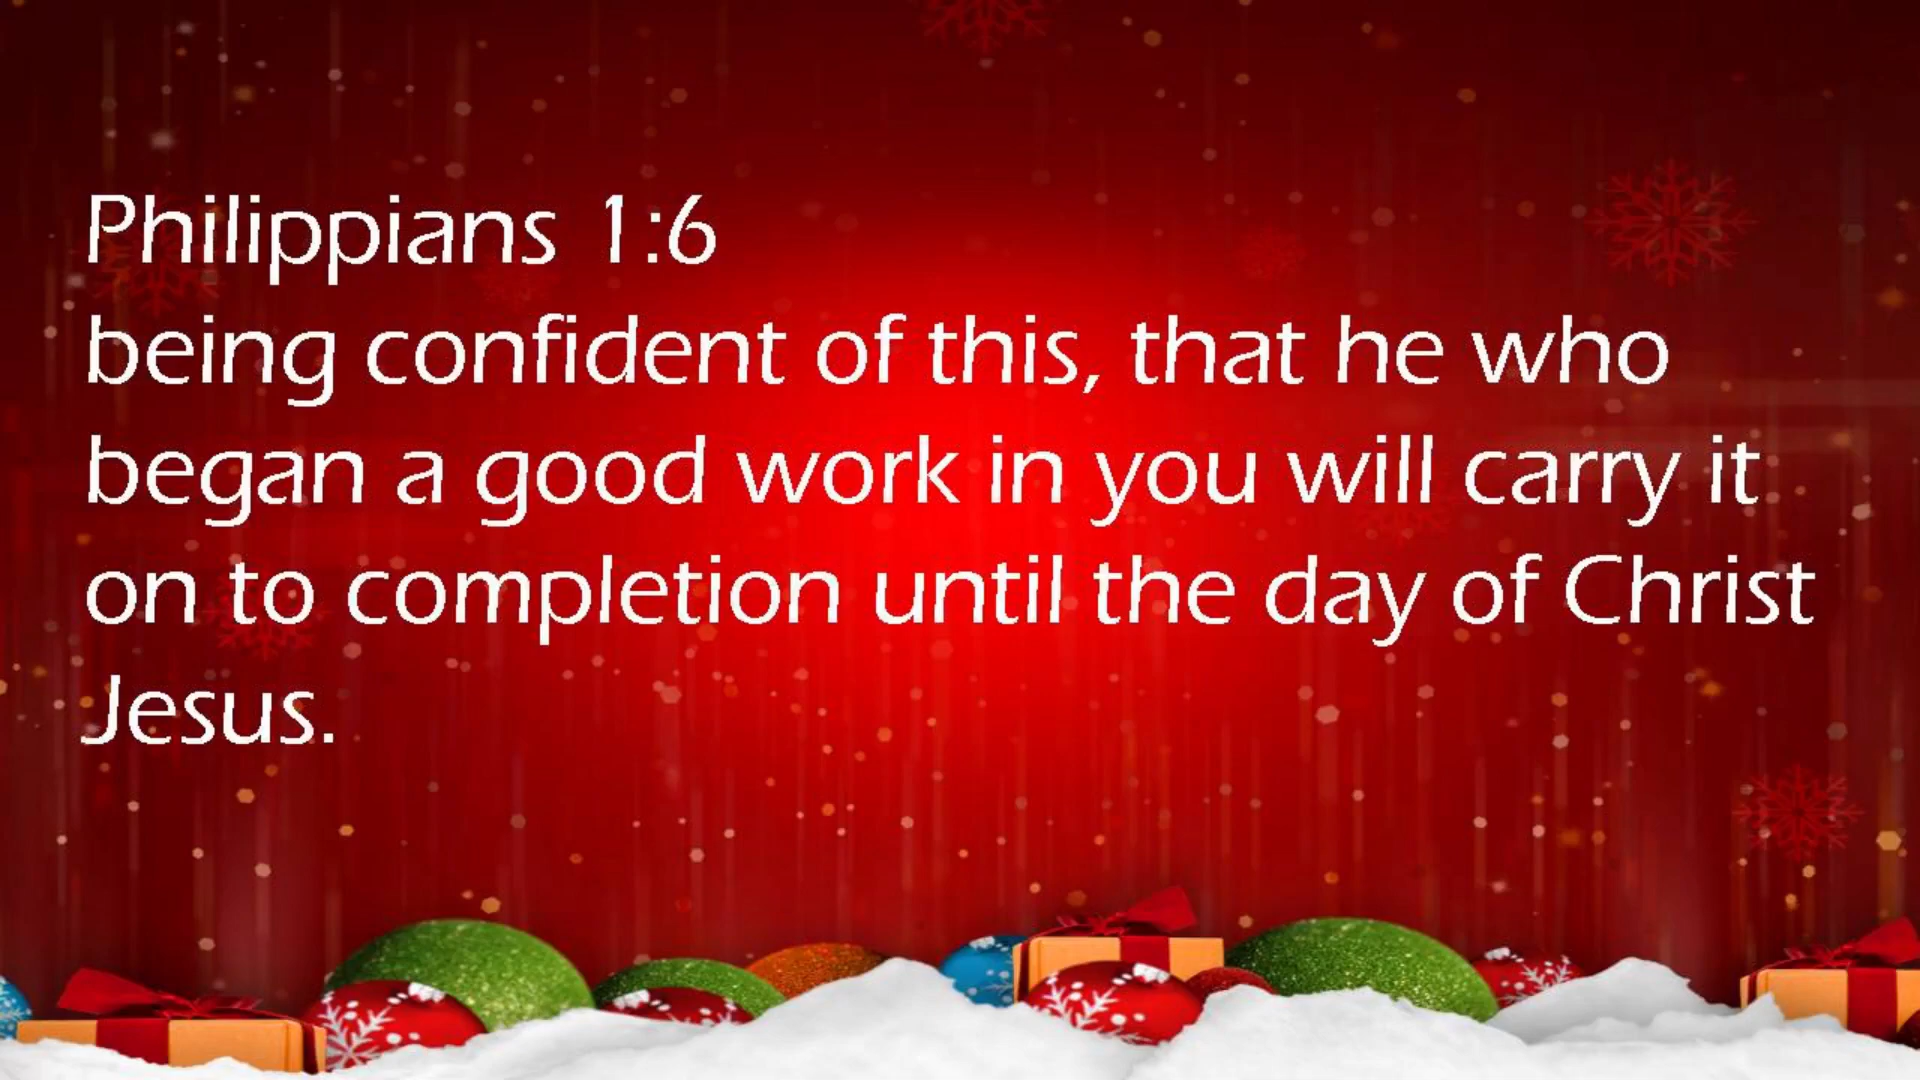 Philippians 1:6
being confident of this, that he who
began a good work in you will carry it
on to completion until the day of Christ
Jesus.